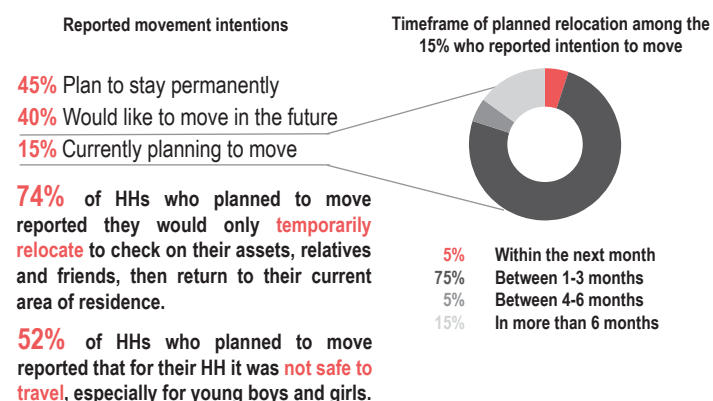 Reported movement intentions
45% Plan to stay permanently
40% Would like to move in the future
15% Currently planning to move
74% of HHs who planned to move
reported they would only temporarily
relocate to check on their assets, relatives
and friends, then return to their current
area of residence.
52% of HHs who planned to move
reported that for their HH it was not safe to
travel, especially for young boys and girls.
Timeframe of planned relocation among the
15% who reported intention to move
5% Within the next month
75% Between 1-3 months
5% Between 4-6 months
15% In more than 6 months